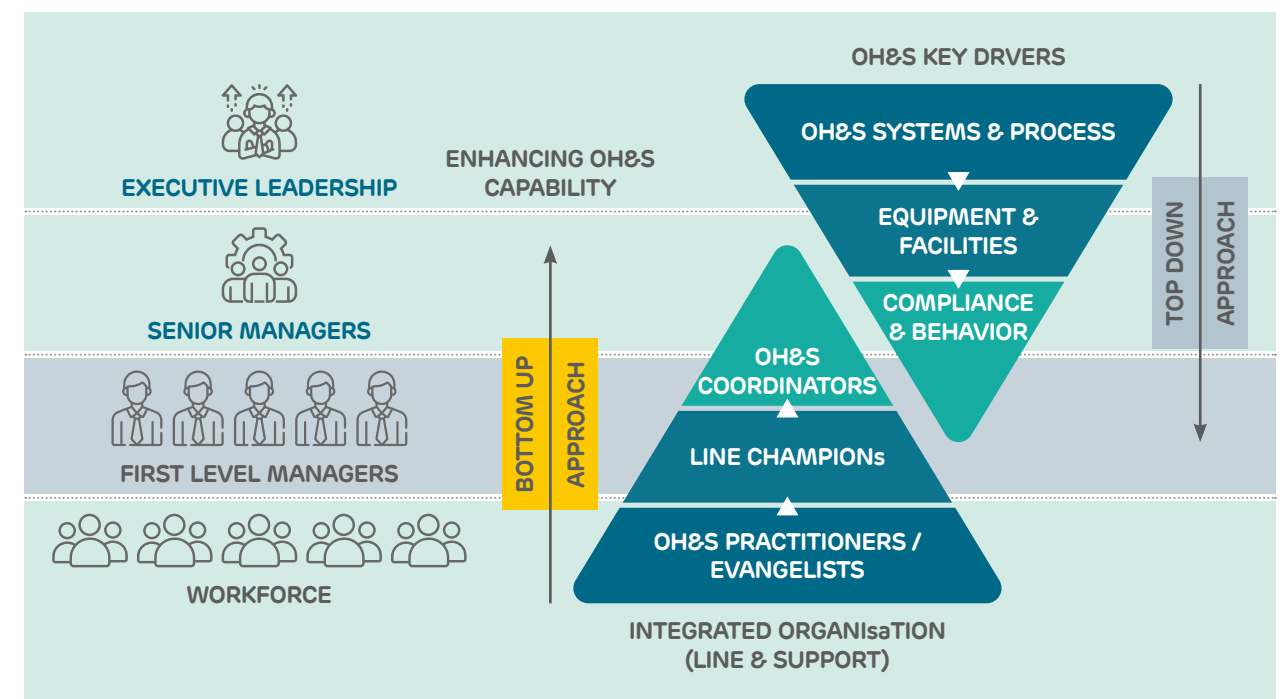 OH&S KEY DRVERS
OH&S SYSTEMS & PROCESS
EQUIPMENT &
FACILITIES
COMPLIANCE
& BEHAVIOR
TOP DOWN
APPROACH
EXECUTIVE LEADERSHIP
SENIOR MANAGERS
FIRST LEVEL MANAGERS
WORKFORCE
ENHANCING OH&S
CAPABILITY
BOTTOM UP
APPROACH
OH&S
COORDINATORS
LINE CHAMPIONs
OH&S PRACTITIONERS /
EVANGELISTS
INTEGRATED ORGANIsaTION
(LINE & SUPPORT)